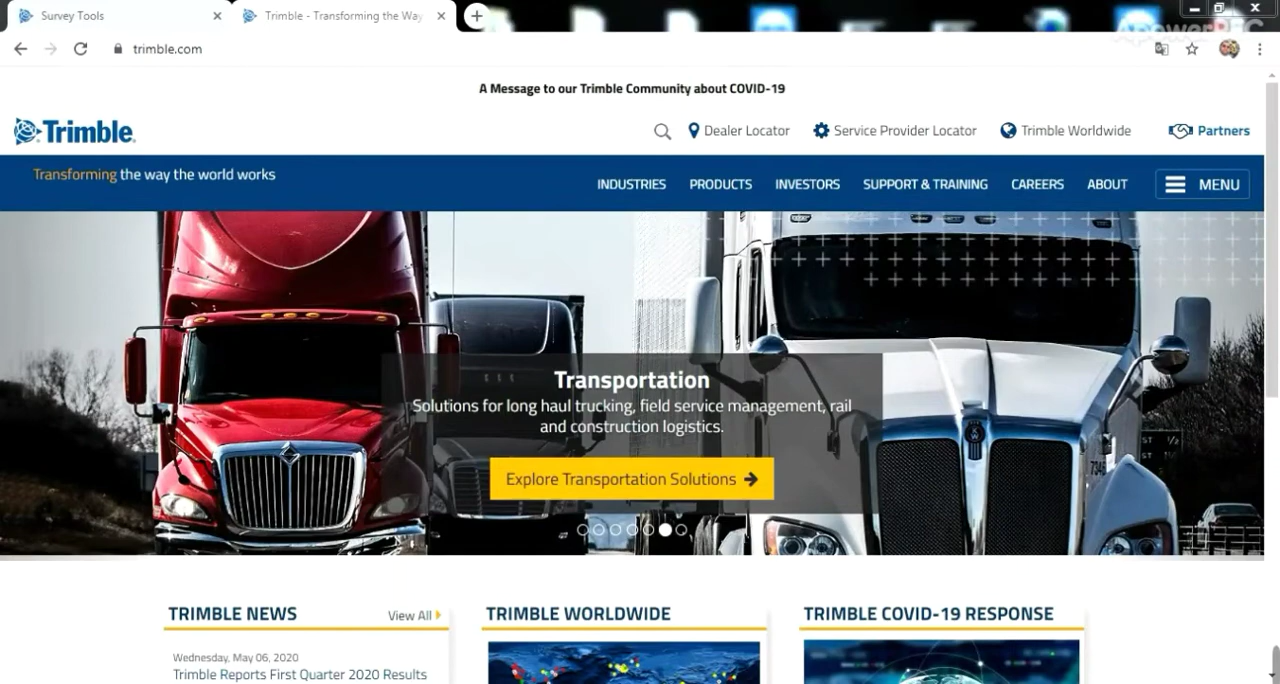 Survey Tools
Trimble - Transforming the Way
ApowerREC
trimble.com
A Message to our Trimble Community about COVID-19
Trimble
Dealer Locator
Service Provider Locator
Trimble Worldwide
Partners
Transforming the way the world works
INDUSTRIES
PRODUCTS
INVESTORS
SUPPORT & TRAINING
CAREERS
ABOUT
MENU
Transportation
Solutions for long haul trucking, field service management, rail
and construction logistics.
Explore Transportation Solutions
TRIMBLE NEWS
View All
TRIMBLE WORLDWIDE
TRIMBLE COVID-19 RESPONSE
Wednesday, May 06, 2020
Trimble Reports First Quarter 2020 Results